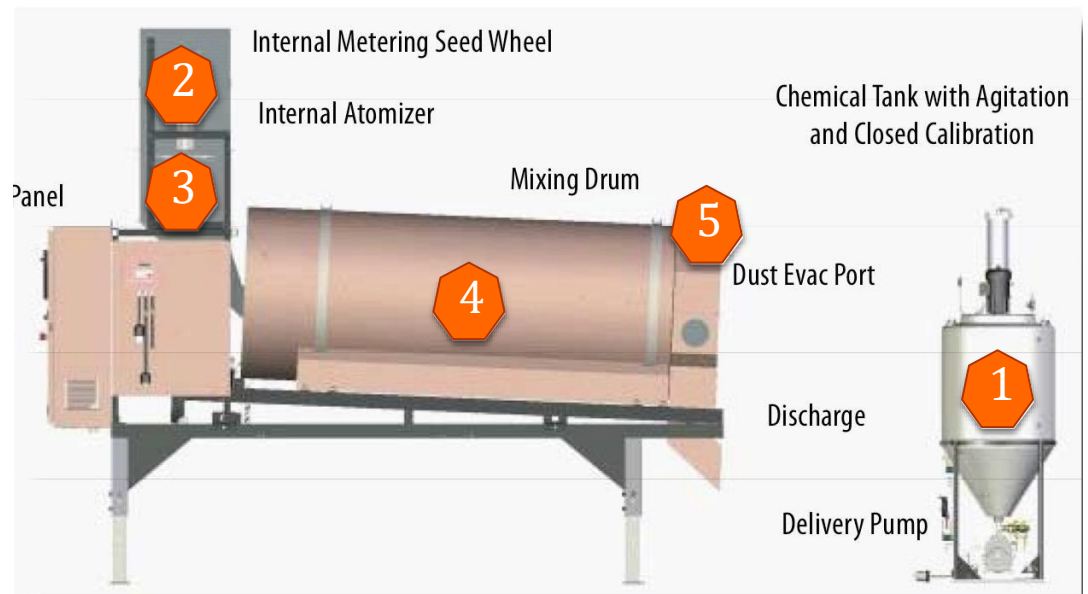 Internal Metering Seed Wheel
2
Internal Atomizer
Chemical Tank with Agitation
and Closed Calibration
3
Panel
Mixing Drum
5
Dust Evac Port
4
1
Discharge
Delivery Pump